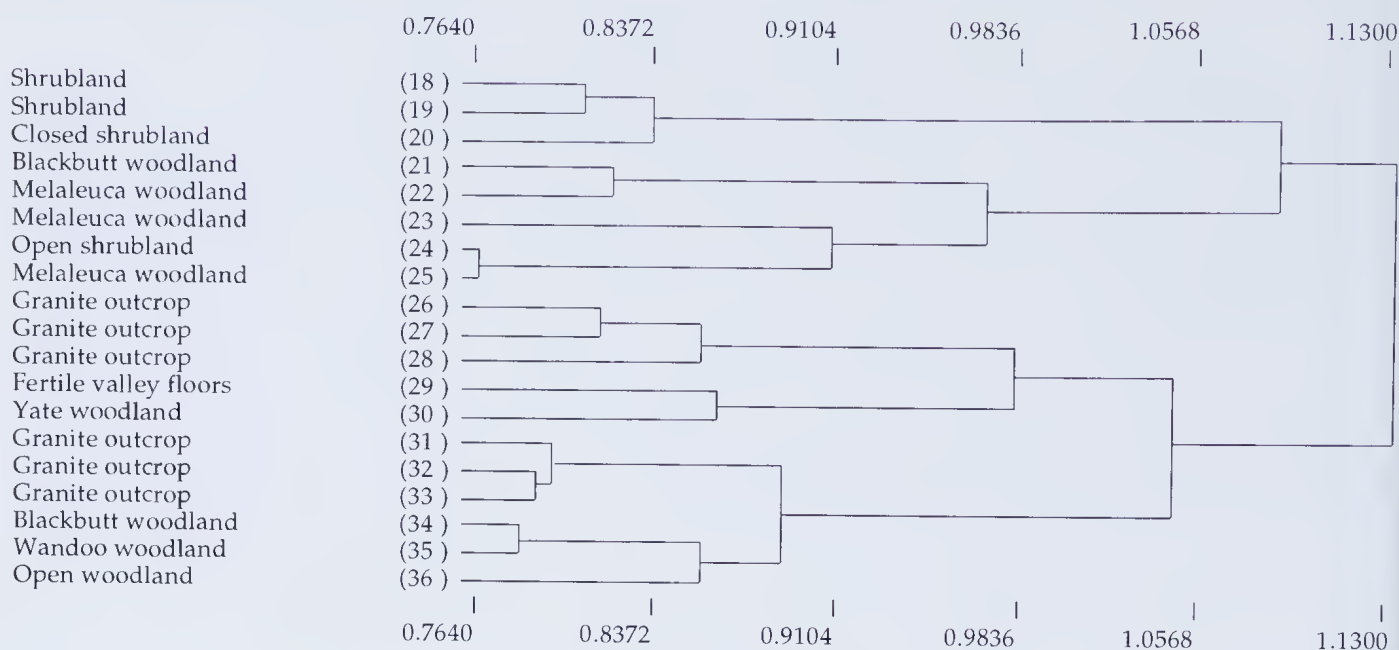 0.7640 0.8372 0.9104 0.9836 1.0568 1.1300
Shrubland (18 )
Shrubland (19 )
Closed shrubland (20 )
Blackbutt woodland (21 )
Melaleuca woodland (22 )
Melaleuca woodland (23 )
Open shrubland (24 )
Melaleuca woodland (25 )
Granite outcrop (26 )
Granite outcrop (27 )
Granite outcrop (28 )
Fertile valley floors (29 )
Yate woodland (30 )
Granite outcrop (31 )
Granite outcrop (32 )
Granite outcrop (33 )
Blackbutt woodland (34 )
Wandoo woodland (35 )
Open woodland (36 )
0.7640 0.8372 0.9104 0.9836 1.0568 1.1300